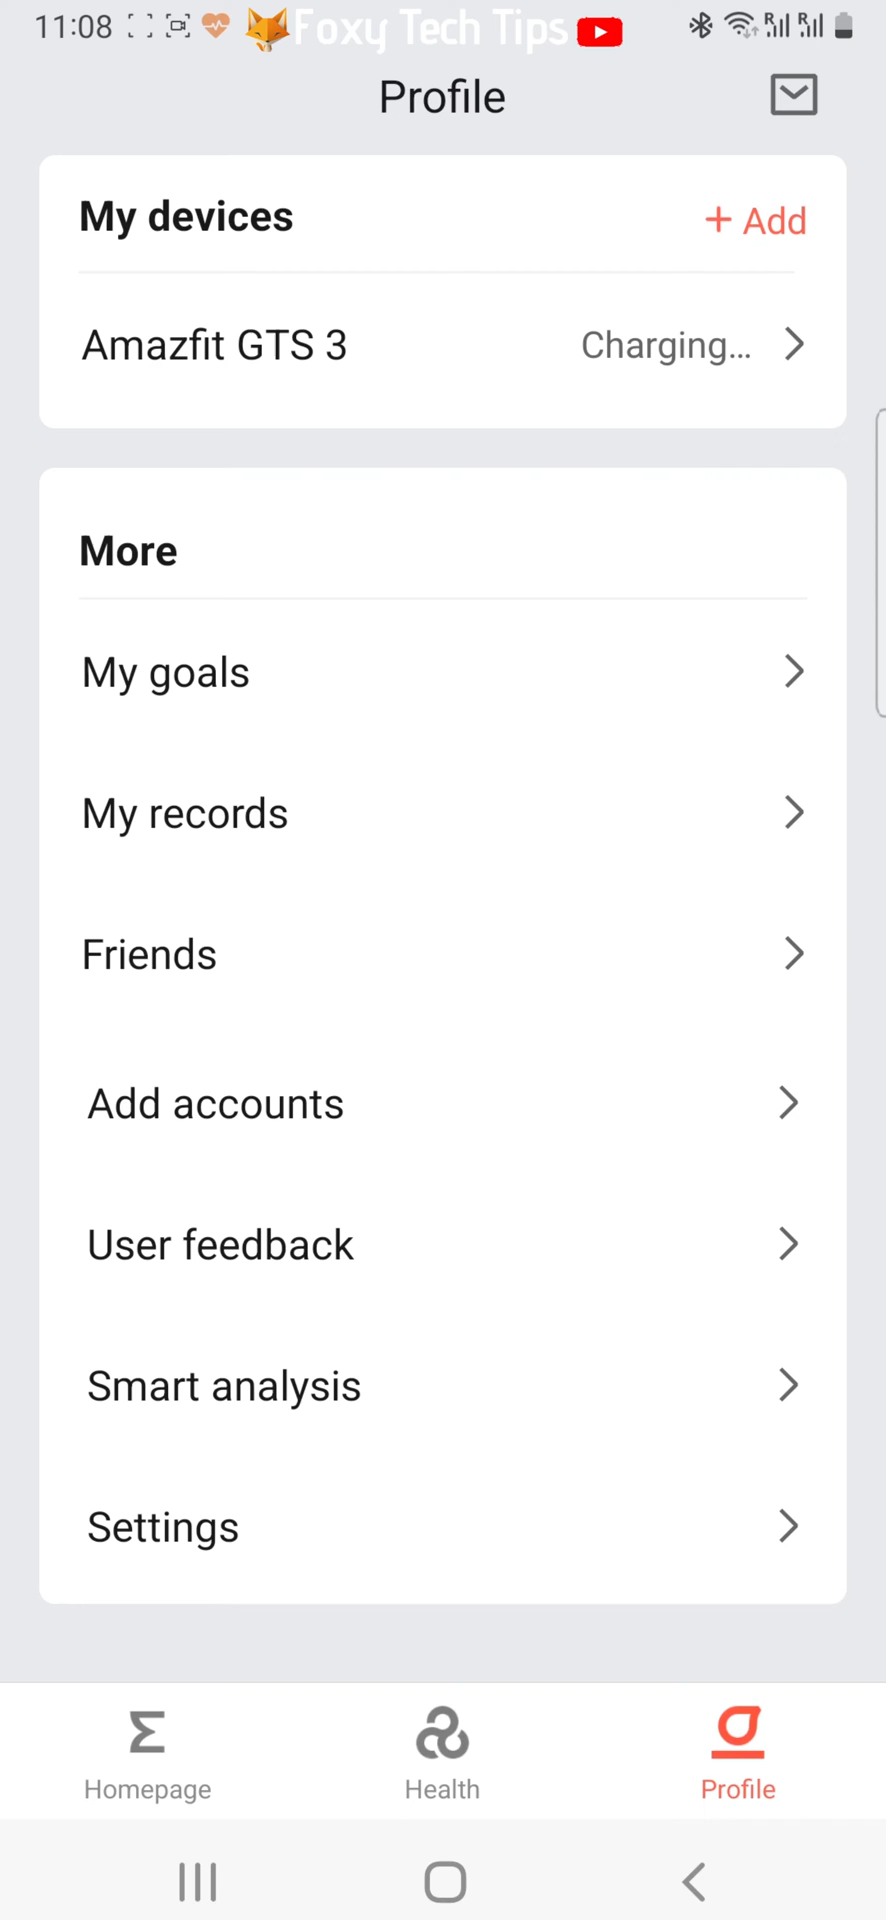 11:08 Foxy Tech Tips
Profile
My devices
+ Add
Amazfit GTS 3
Charging...
More
My goals
My records
Friends
Add accounts
User feedback
Smart analysis
Settings
Homepage
Health
Profile